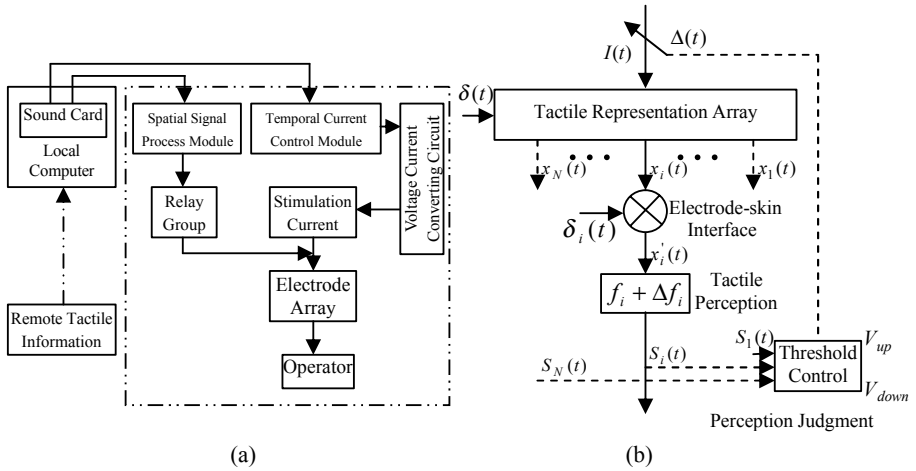 Sound Card
Local
Computer
Remote Tactile
Information
Spatial Signal
Process Module
Temporal Current
Control Module
Voltage Current
Converting Circuit
Relay
Group
Stimulation
Current
Electrode
Array
Operator
(a)
I(t)
Δ(t)
δ(t)
Tactile Representation Array
x_N(t)
x_i(t)
x_1(t)
δ_i(t)
Electrode-skin
Interface
x_i'(t)
f_i + Δf_i
Tactile
Perception
S_1(t)
S_i(t)
S_N(t)
Threshold
Control
V_up
V_down
Perception Judgment
(b)